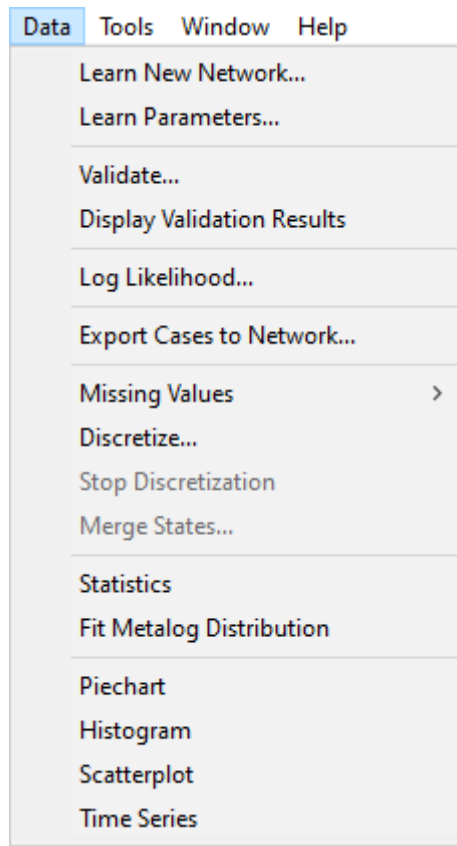 Data Tools Window Help
Learn New Network...
Learn Parameters...
Validate...
Display Validation Results
Log Likelihood...
Export Cases to Network...
Missing Values >
Discretize...
Stop Discretization
Merge States...
Statistics
Fit Metalog Distribution
Piechart
Histogram
Scatterplot
Time Series